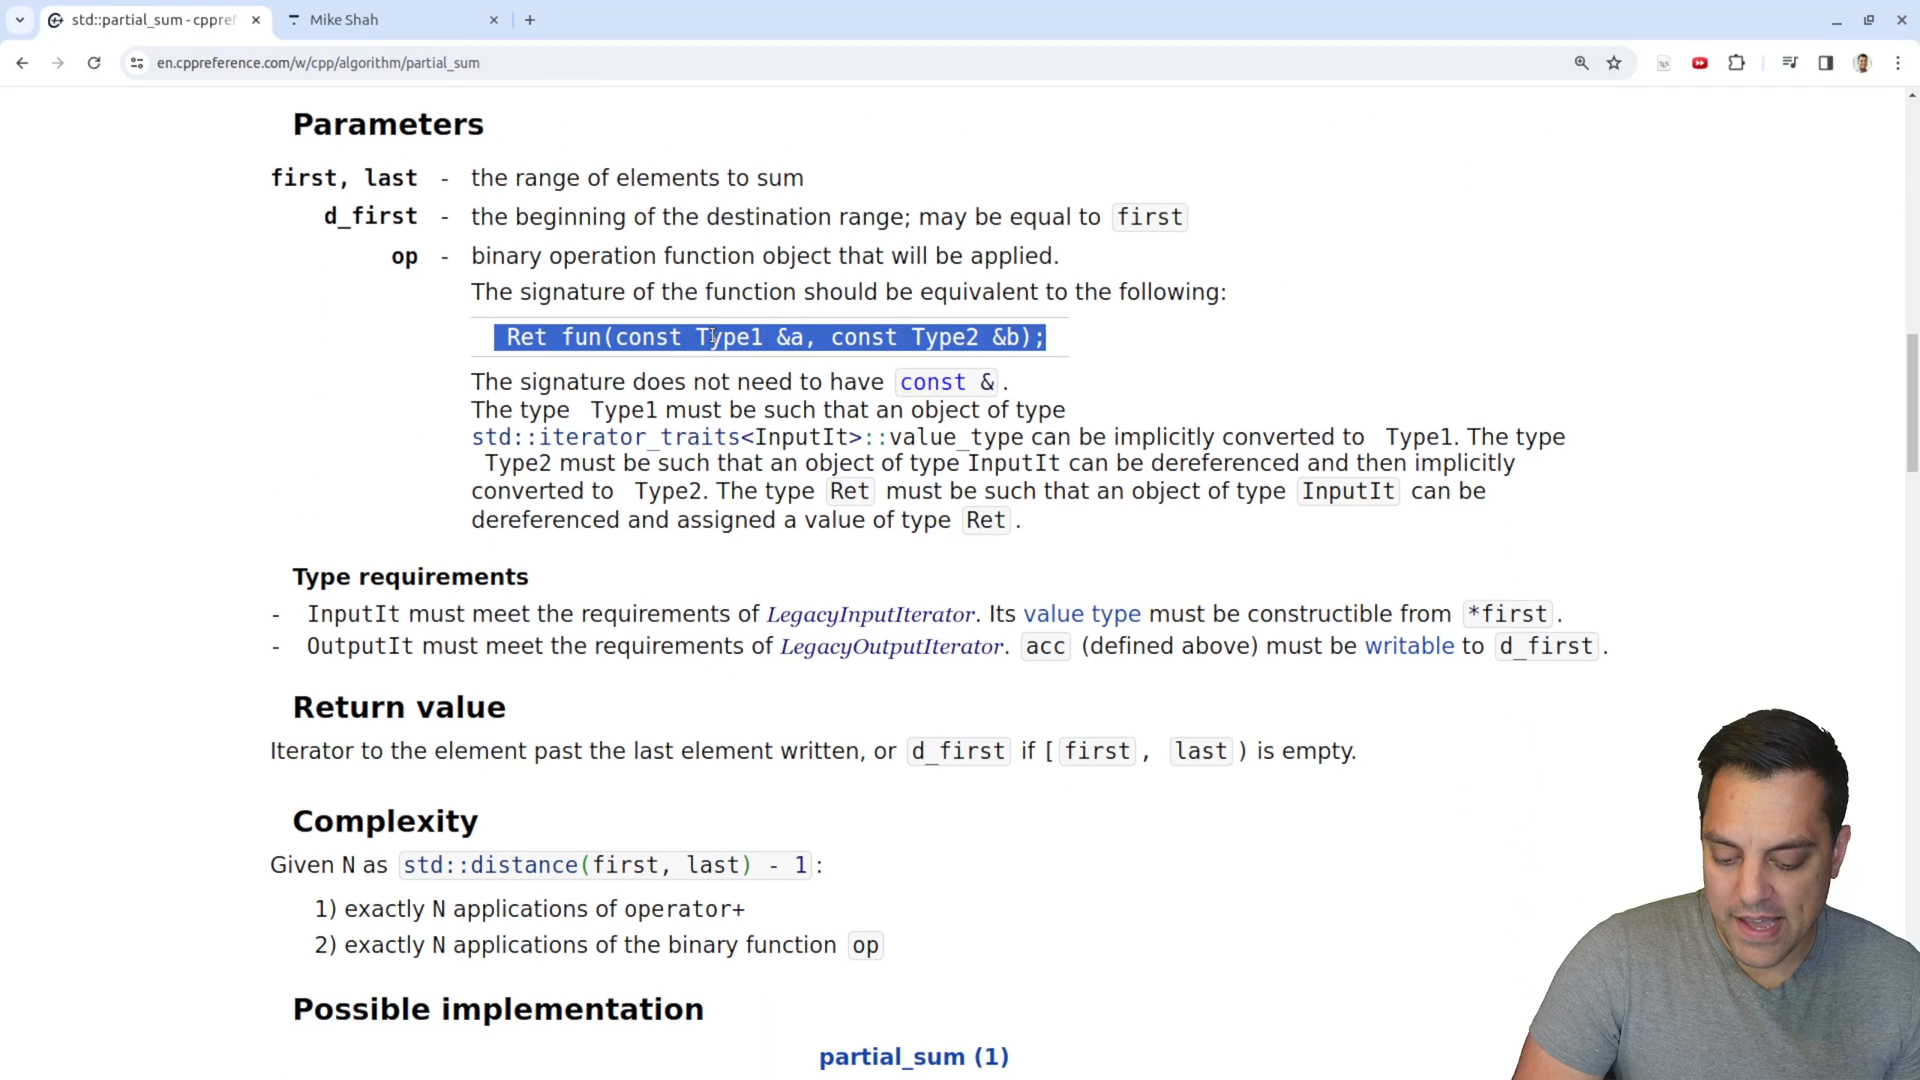 std::partial_sum - cppref
Mike Shah
en.cppreference.com/w/cpp/algorithm/partial_sum
Parameters
first, last - the range of elements to sum
d_first - the beginning of the destination range; may be equal to first
op - binary operation function object that will be applied.
The signature of the function should be equivalent to the following:
Ret fun(const Type1 &a, const Type2 &b);
The signature does not need to have const &.
The type Type1 must be such that an object of type
std::iterator_traits<InputIt>::value_type can be implicitly converted to Type1. The type
Type2 must be such that an object of type InputIt can be dereferenced and then implicitly
converted to Type2. The type Ret must be such that an object of type InputIt can be
dereferenced and assigned a value of type Ret.
Type requirements
- InputIt must meet the requirements of LegacyInputIterator. Its value type must be constructible from *first.
- OutputIt must meet the requirements of LegacyOutputIterator. acc (defined above) must be writable to d_first.
Return value
Iterator to the element past the last element written, or d_first if [first, last) is empty.
Complexity
Given N as std::distance(first, last) - 1:
1) exactly N applications of operator+
2) exactly N applications of the binary function op
Possible implementation
partial_sum (1)